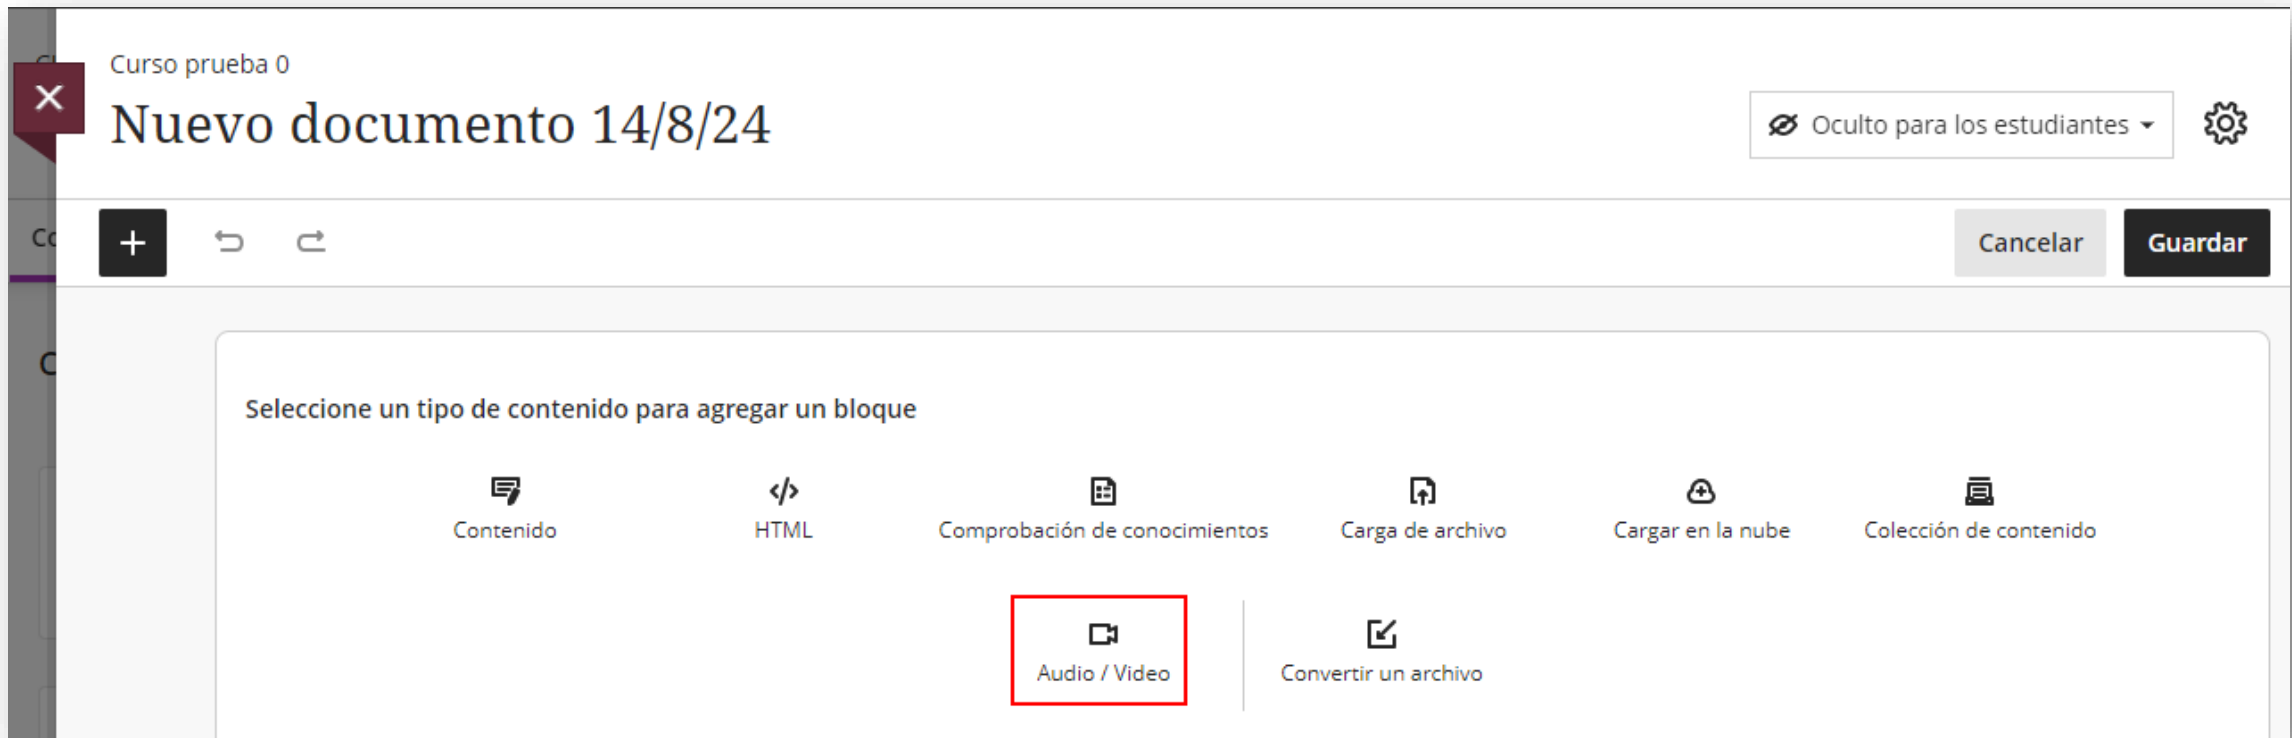 Curso prueba 0
Nuevo documento 14/8/24
Oculto para los estudiantes
Cancelar
Guardar
Seleccione un tipo de contenido para agregar un bloque
Contenido
HTML
Comprobación de conocimientos
Carga de archivo
Cargar en la nube
Colección de contenido
Audio / Video
Convertir un archivo